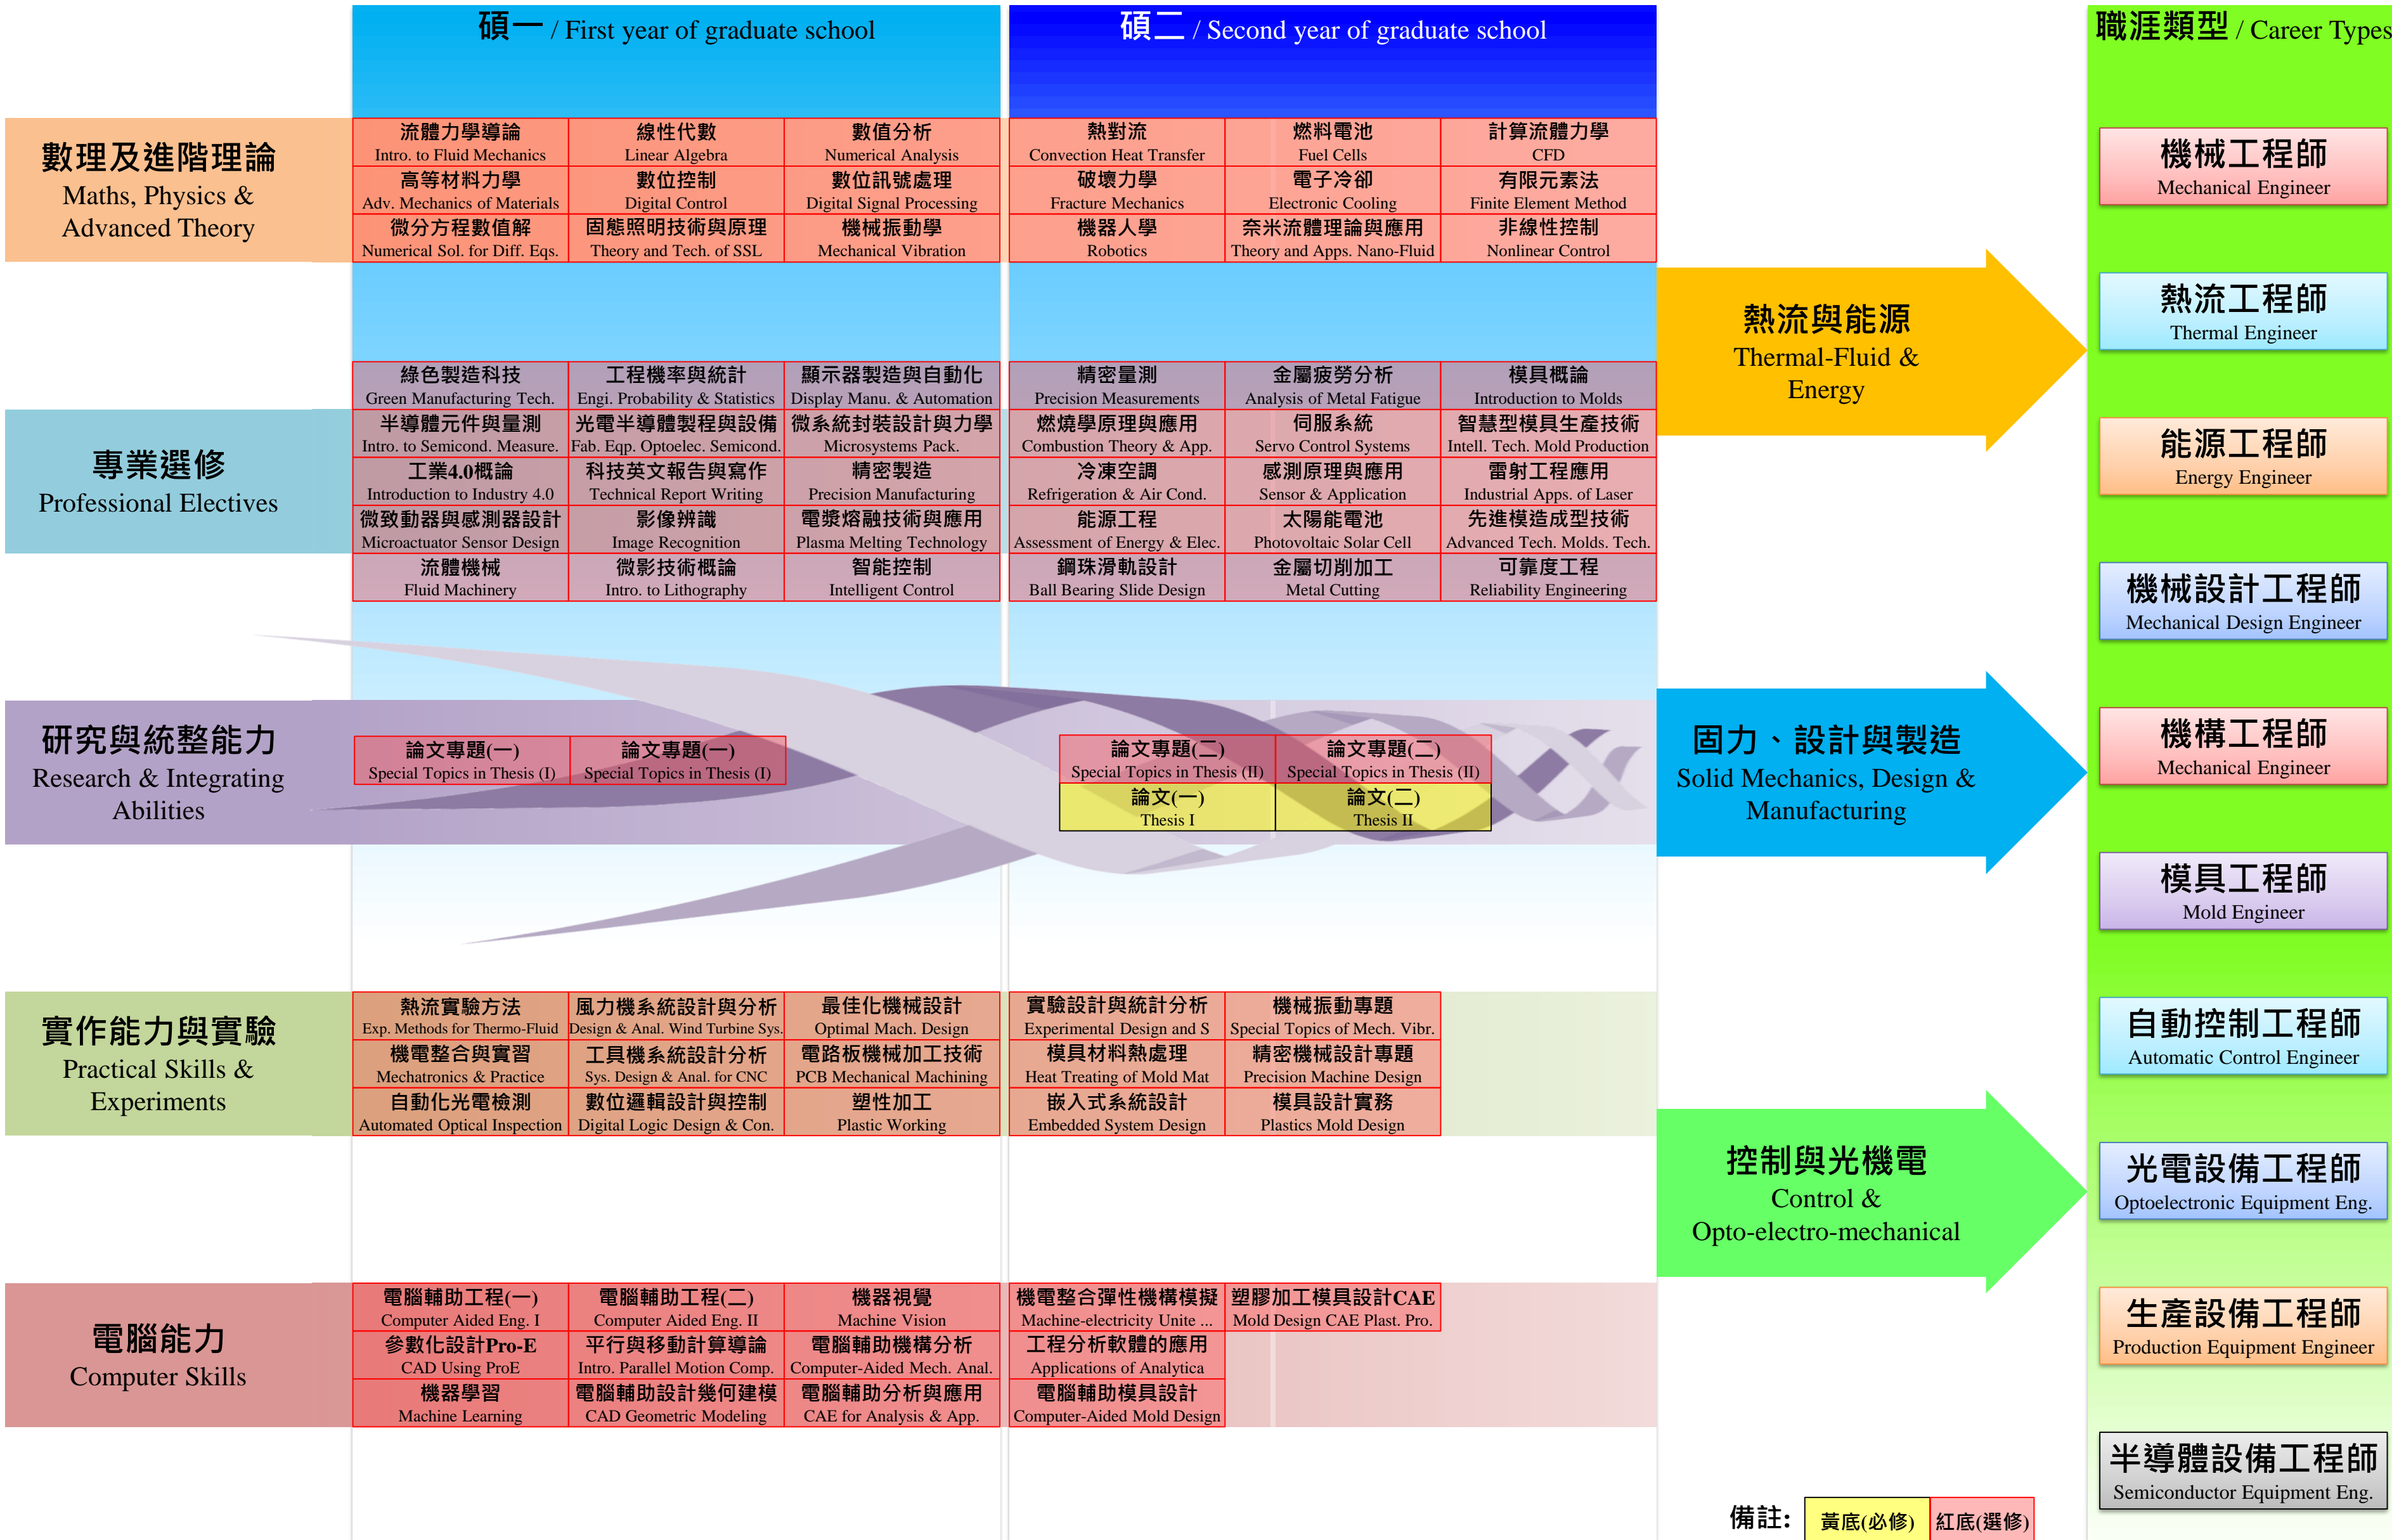 碩一 / First year of graduate school
碩二 / Second year of graduate school
職涯類型 / Career Types
數理及進階理論
Maths, Physics &
Advanced Theory
流體力學導論
Intro. to Fluid Mechanics
線性代數
Linear Algebra
數值分析
Numerical Analysis
熱對流
Convection Heat Transfer
燃料電池
Fuel Cells
計算流體力學
CFD
高等材料力學
Adv. Mechanics of Materials
數位控制
Digital Control
數位訊號處理
Digital Signal Processing
破壞力學
Fracture Mechanics
電子冷卻
Electronic Cooling
有限元素法
Finite Element Method
微分方程數值解
Numerical Sol. for Diff. Eqs.
固態照明技術與原理
Theory and Tech. of SSL
機械振動學
Mechanical Vibration
機器人學
Robotics
奈米流體理論與應用
Theory and Apps. Nano-Fluid
非線性控制
Nonlinear Control
專業選修
Professional Electives
綠色製造科技
Green Manufacturing Tech.
工程機率與統計
Engi. Probability & Statistics
顯示器製造與自動化
Display Manu. & Automation
精密量測
Precision Measurements
金屬疲勞分析
Analysis of Metal Fatigue
模具概論
Introduction to Molds
半導體元件與量測
Intro. to Semicond. Measure.
光電半導體製程與設備
Fab. Eqp. Optoelec. Semicond.
微系統封裝設計與力學
Microsystems Pack.
燃燒學原理與應用
Combustion Theory & App.
伺服系統
Servo Control Systems
智慧型模具生產技術
Intell. Tech. Mold Production
工業4.0概論
Introduction to Industry 4.0
科技英文報告與寫作
Technical Report Writing
精密製造
Precision Manufacturing
冷凍空調
Refrigeration & Air Cond.
感測原理與應用
Sensor & Application
雷射工程應用
Industrial Apps. of Laser
微致動器與感測器設計
Microactuator Sensor Design
影像辨識
Image Recognition
電漿熔融技術與應用
Plasma Melting Technology
能源工程
Assessment of Energy & Elec.
太陽能電池
Photovoltaic Solar Cell
先進模造成型技術
Advanced Tech. Molds. Tech.
流體機械
Fluid Machinery
微影技術概論
Intro. to Lithography
智能控制
Intelligent Control
鋼珠滑軌設計
Ball Bearing Slide Design
金屬切削加工
Metal Cutting
可靠度工程
Reliability Engineering
研究與統整能力
Research & Integrating
Abilities
論文專題(一)
Special Topics in Thesis (I)
論文專題(一)
Special Topics in Thesis (I)
論文專題(二)
Special Topics in Thesis (II)
論文專題(二)
Special Topics in Thesis (II)
論文(一)
Thesis I
論文(二)
Thesis II
實作能力與實驗
Practical Skills &
Experiments
熱流實驗方法
Exp. Methods for Thermo-Fluid
風力機系統設計與分析
Design & Anal. Wind Turbine Sys.
最佳化機械設計
Optimal Mach. Design
實驗設計與統計分析
Experimental Design and S
機械振動專題
Special Topics of Mech. Vibr.
機電整合與實習
Mechatronics & Practice
工具機系統設計分析
Sys. Design & Anal. for CNC
電路板機械加工技術
PCB Mechanical Machining
模具材料熱處理
Heat Treating of Mold Mat
精密機械設計專題
Precision Machine Design
自動化光電檢測
Automated Optical Inspection
數位邏輯設計與控制
Digital Logic Design & Con.
塑性加工
Plastic Working
嵌入式系統設計
Embedded System Design
模具設計實務
Plastics Mold Design
電腦能力
Computer Skills
電腦輔助工程(一)
Computer Aided Eng. I
電腦輔助工程(二)
Computer Aided Eng. II
機器視覺
Machine Vision
機電整合彈性機構模擬
Machine-electricity Unite ...
塑膠加工模具設計CAE
Mold Design CAE Plast. Pro.
參數化設計Pro-E
CAD Using ProE
平行與移動計算導論
Intro. Parallel Motion Comp.
電腦輔助機構分析
Computer-Aided Mech. Anal.
工程分析軟體的應用
Applications of Analytica
機器學習
Machine Learning
電腦輔助設計幾何建模
CAD Geometric Modeling
電腦輔助分析與應用
CAE for Analysis & App.
電腦輔助模具設計
Computer-Aided Mold Design
熱流與能源
Thermal-Fluid &
Energy
固力、設計與製造
Solid Mechanics, Design &
Manufacturing
控制與光機電
Control &
Opto-electro-mechanical
機械工程師
Mechanical Engineer
熱流工程師
Thermal Engineer
能源工程師
Energy Engineer
機械設計工程師
Mechanical Design Engineer
機構工程師
Mechanical Engineer
模具工程師
Mold Engineer
自動控制工程師
Automatic Control Engineer
光電設備工程師
Optoelectronic Equipment Eng.
生產設備工程師
Production Equipment Engineer
半導體設備工程師
Semiconductor Equipment Eng.
備註: 黃底(必修) 紅底(選修)